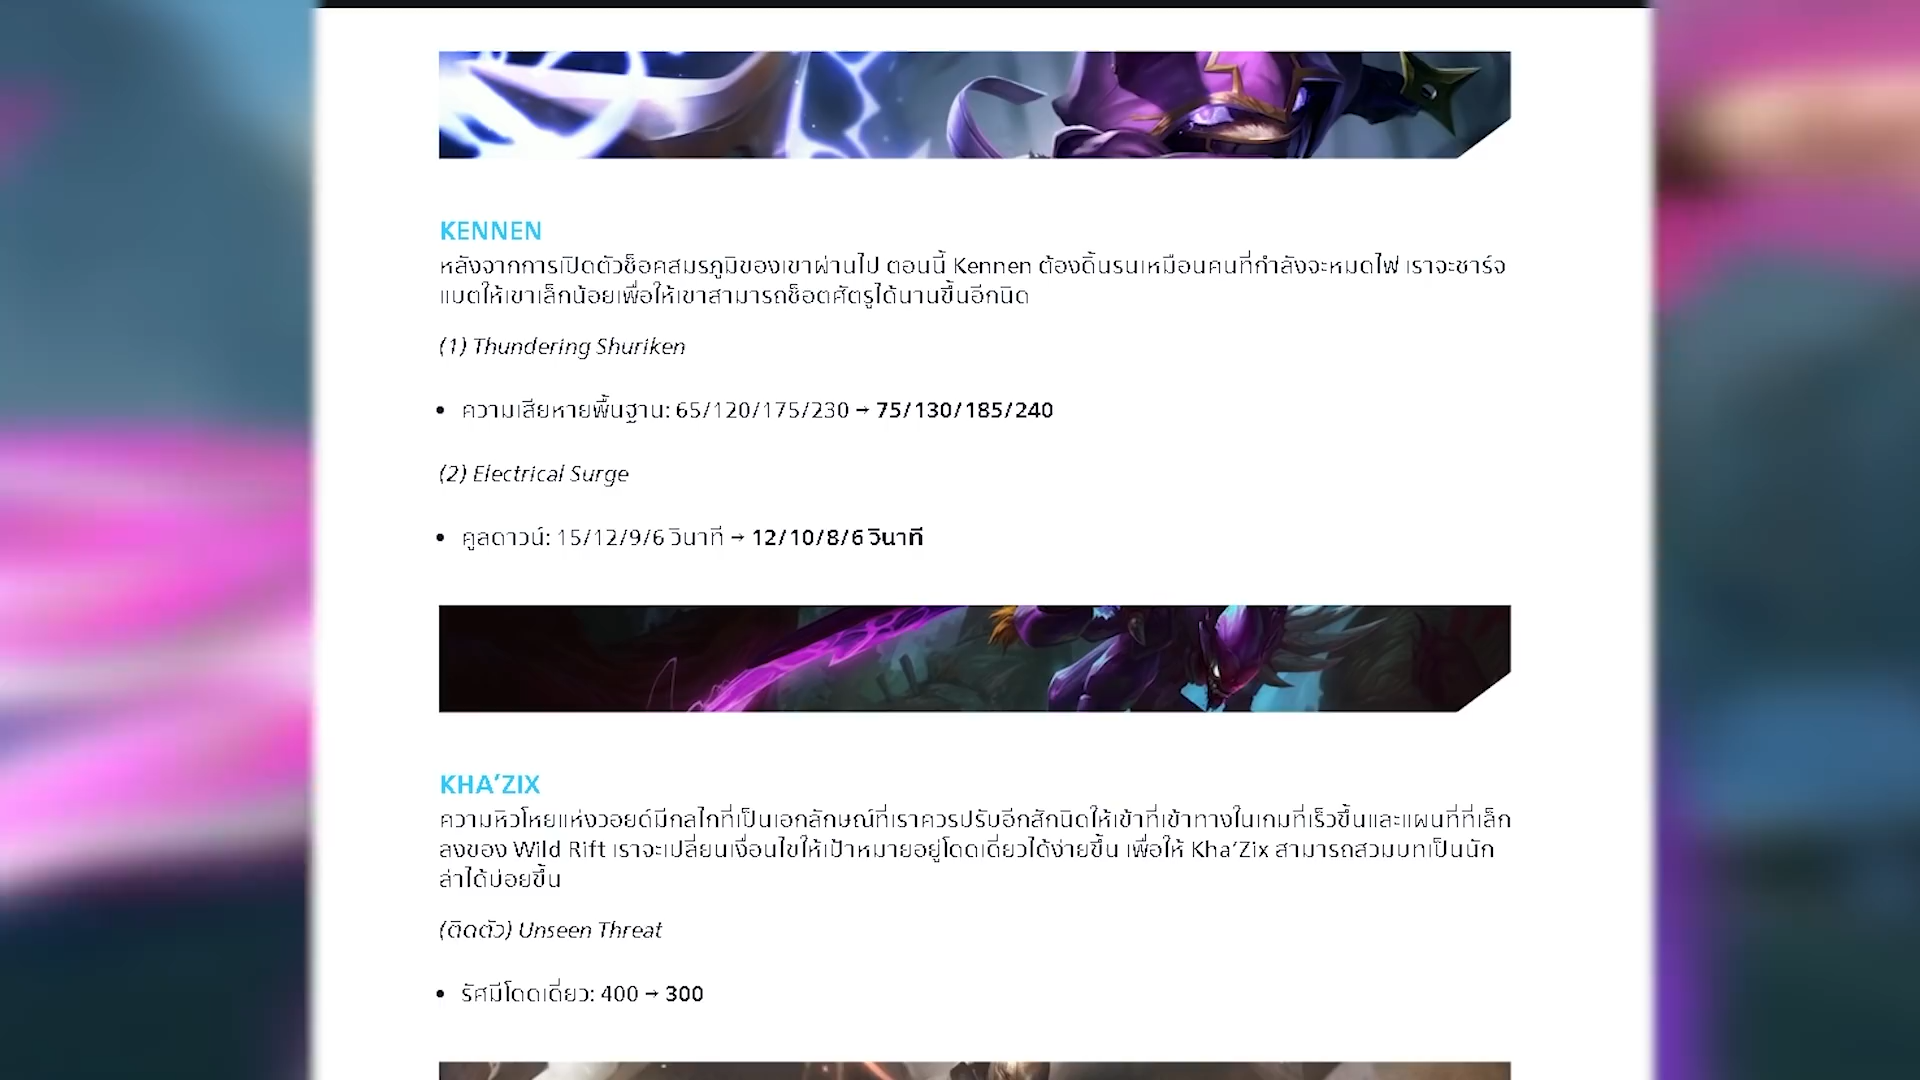 KENNEN
หลังจากการเปิดตัวช็อคสมรภูมิของเขาผ่านไป ตอนนี้ Kennen ต้องดิ้นรนเหมือนคนที่กำลังจะหมดไฟ เราจะชาร์จ
แบตให้เขาเล็กน้อยเพื่อให้เขาสามารถช็อตศัตรูได้นานขึ้นอีกนิด
(1) Thundering Shuriken
• ความเสียหายพื้นฐาน: 65/120/175/230 → 75/130/185/240
(2) Electrical Surge
• คูลดาวน์: 15/12/9/6 วินาที → 12/10/8/6 วินาที
KHA’ZIX
ความหิวโหยแห่งวอยด์มีกลไกที่เป็นเอกลักษณ์ที่เราควรปรับอีกสักนิดให้เข้าที่เข้าทางในเกมที่เร็วขึ้นและแผนที่ที่เล็ก
ลงของ Wild Rift เราจะเปลี่ยนเงื่อนไขให้เป้าหมายอยู่โดดเดี่ยวได้ง่ายขึ้น เพื่อให้ Kha’Zix สามารถสวมบทเป็นนัก
ล่าได้บ่อยขึ้น
(ติดตัว) Unseen Threat
• รัศมีโดดเดี่ยว: 400 → 300